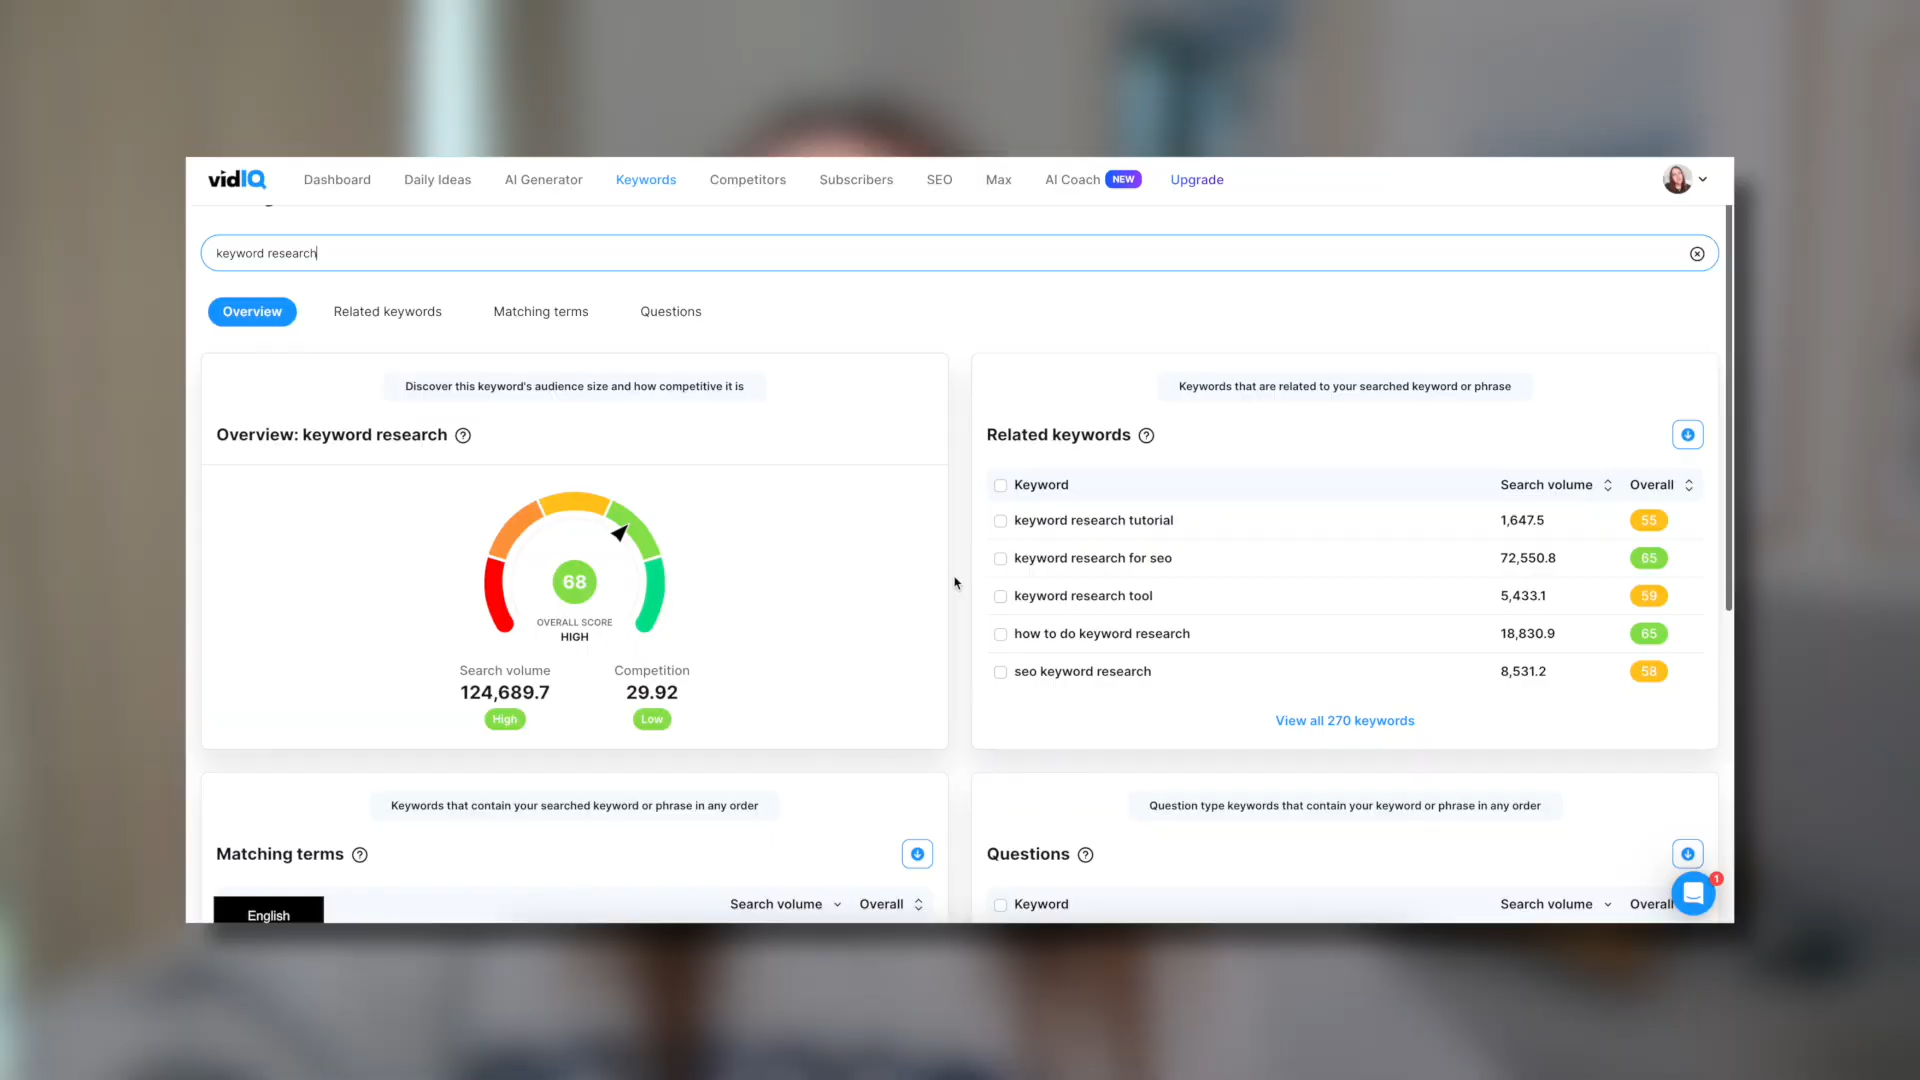 vidIQ Dashboard Daily Ideas AI Generator Keywords Competitors Subscribers SEO Max AI Coach NEW Upgrade
keyword research
Overview Related keywords Matching terms Questions
Discover this keyword's audience size and how competitive it is
Overview: keyword research
68
OVERALL SCORE
HIGH
Search volume Competition
124,689.7 29.92
High Low
Keywords that are related to your searched keyword or phrase
Related keywords
Keyword Search volume Overall
keyword research tutorial 1,647.5 55
keyword research for seo 72,550.8 65
keyword research tool 5,433.1 59
how to do keyword research 18,830.9 65
seo keyword research 8,531.2 58
View all 270 keywords
Keywords that contain your searched keyword or phrase in any order
Matching terms
Search volume Overall
English
Question type keywords that contain your keyword or phrase in any order
Questions
1
Keyword Search volume Overall